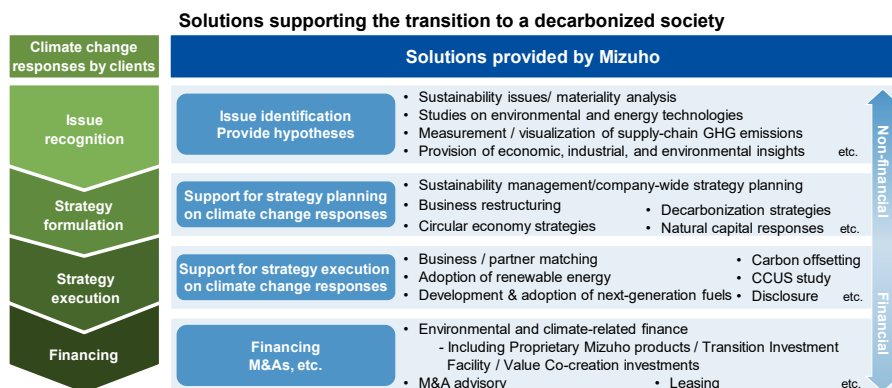 Solutions supporting the transition to a decarbonized society
Climate change
responses by clients
Solutions provided by Mizuho
Issue
recognition
Issue identification
Provide hypotheses
• Sustainability issues/ materiality analysis
• Studies on environmental and energy technologies
• Measurement / visualization of supply-chain GHG emissions
• Provision of economic, industrial, and environmental insights etc.
Non-financial
Strategy
formulation
Support for strategy planning
on climate change responses
• Sustainability management/company-wide strategy planning
• Business restructuring
• Decarbonization strategies
• Circular economy strategies
• Natural capital responses etc.
Strategy
execution
Support for strategy execution
on climate change responses
• Business / partner matching
• Carbon offsetting
• Adoption of renewable energy
• CCUS study
• Development & adoption of next-generation fuels
• Disclosure etc.
Financing
Financing
M&As, etc.
• Environmental and climate-related finance
- Including Proprietary Mizuho products / Transition Investment
Facility / Value Co-creation investments
• M&A advisory
• Leasing etc.
Financial